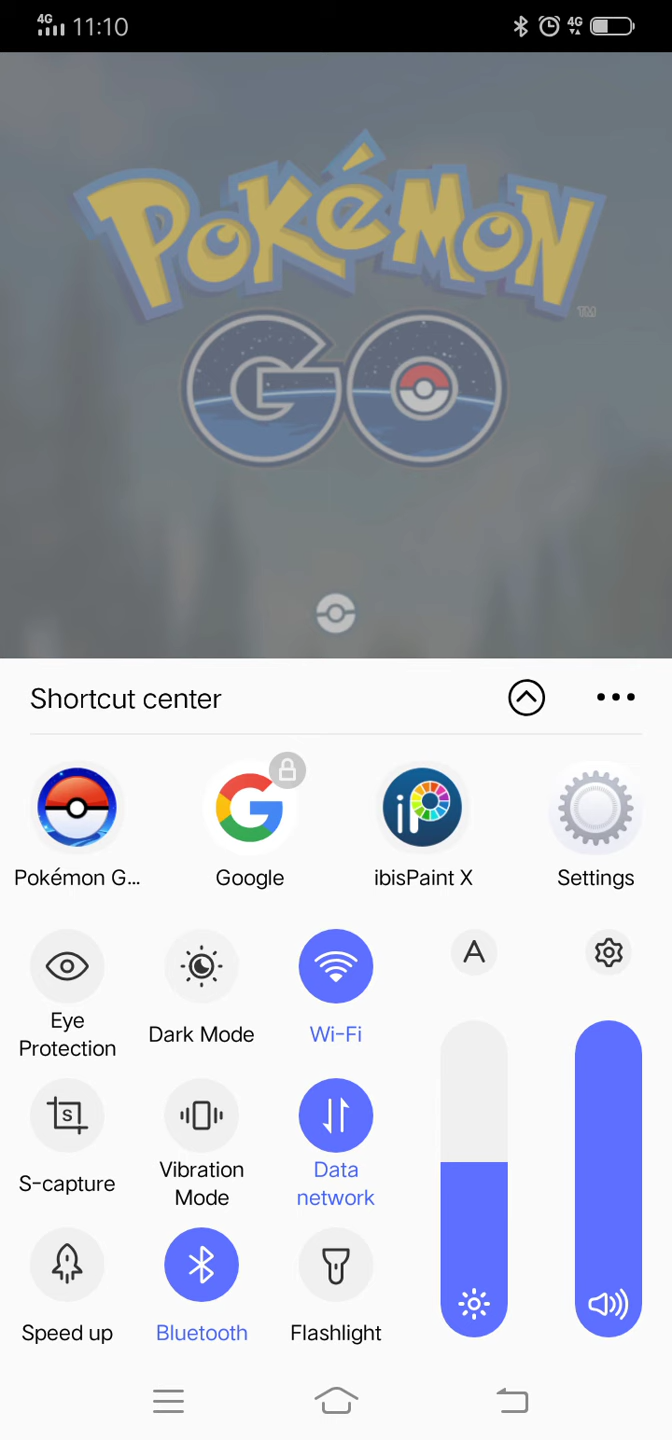 4G 11:10 4G
POKéMON
TM
GO
Shortcut center
Pokémon G... Google ibisPaint X Settings
A
Eye
Protection
Dark Mode
Wi-Fi
S
S-capture
Vibration
Mode
Data
network
Speed up
Bluetooth
Flashlight